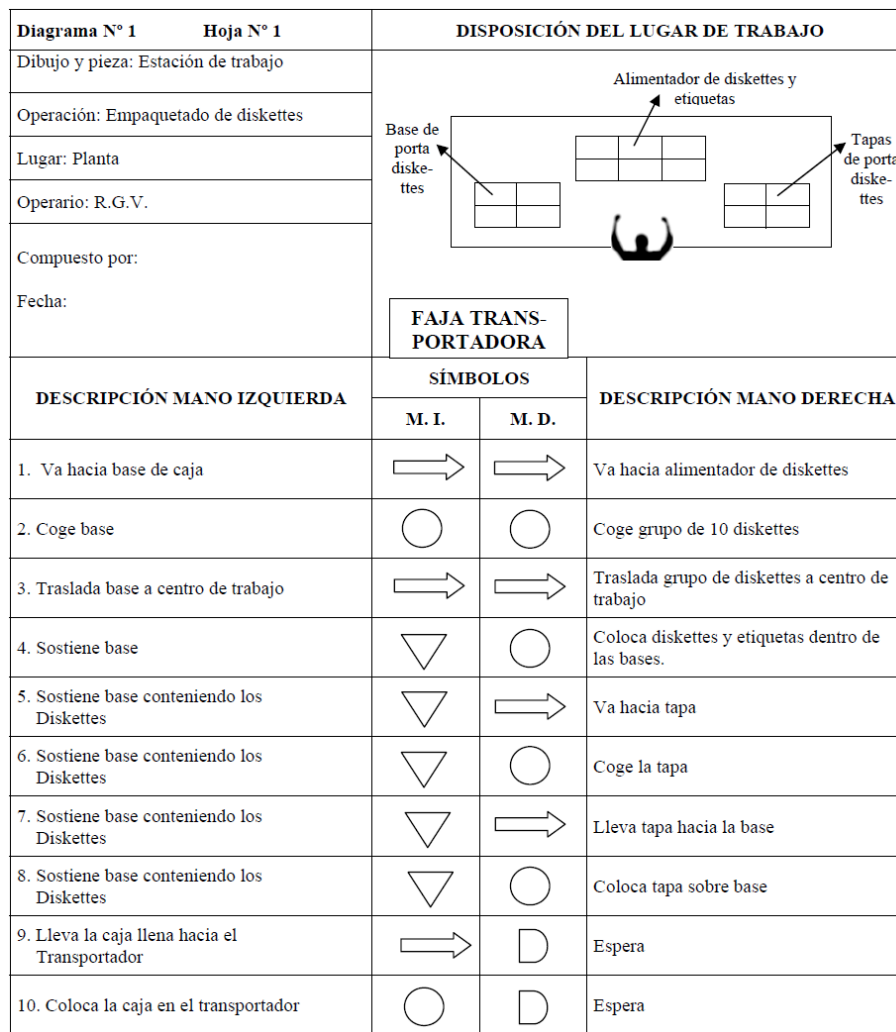 Diagrama Nº 1 Hoja Nº 1
DISPOSICIÓN DEL LUGAR DE TRABAJO
Dibujo y pieza: Estación de trabajo
Operación: Empaquetado de diskettes
Lugar: Planta
Operario: R.G.V.
Compuesto por:
Fecha:
Alimentador de diskettes y
etiquetas
Base de
porta
diske-
ttes
Tapas
de porta
diske-
ttes
FAJA TRANS-
PORTADORA
DESCRIPCIÓN MANO IZQUIERDA
SÍMBOLOS
M. I.
M. D.
DESCRIPCIÓN MANO DERECHA
1. Va hacia base de caja
Va hacia alimentador de diskettes
2. Coge base
Coge grupo de 10 diskettes
3. Traslada base a centro de trabajo
Traslada grupo de diskettes a centro de
trabajo
4. Sostiene base
Coloca diskettes y etiquetas dentro de
las bases.
5. Sostiene base conteniendo los
Diskettes
Va hacia tapa
6. Sostiene base conteniendo los
Diskettes
Coge la tapa
7. Sostiene base conteniendo los
Diskettes
Lleva tapa hacia la base
8. Sostiene base conteniendo los
Diskettes
Coloca tapa sobre base
9. Lleva la caja llena hacia el
Transportador
Espera
10. Coloca la caja en el transportador
Espera